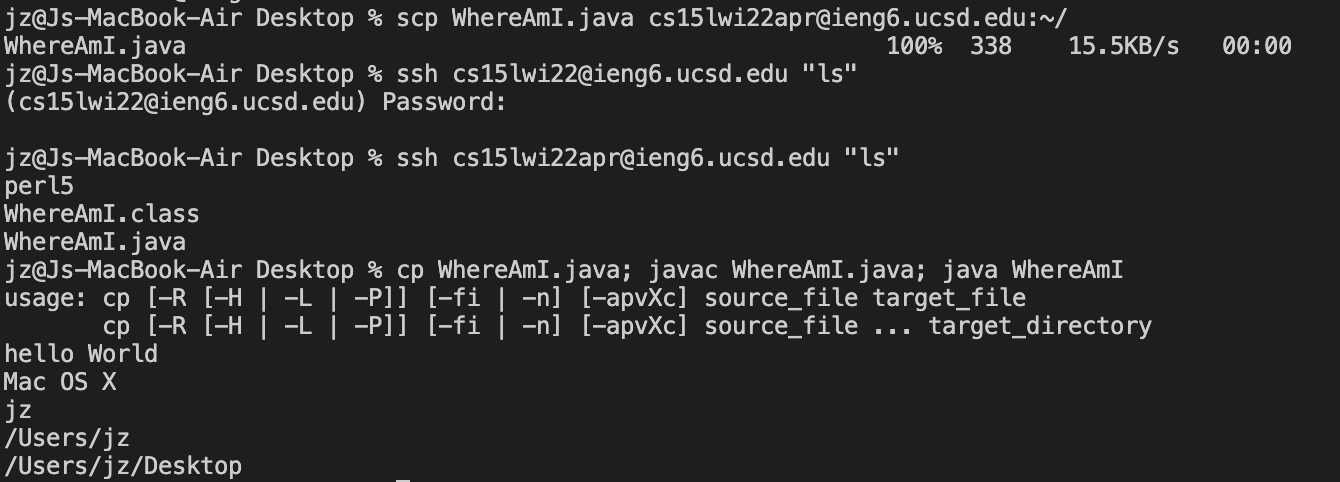 jz@Js-MacBook-Air Desktop % scp WhereAmI.java cs15lwi22apr@ieng6.ucsd.edu:~/
WhereAmI.java 100% 338 15.5KB/s 00:00
jz@Js-MacBook-Air Desktop % ssh cs15lwi22@ieng6.ucsd.edu "ls"
(cs15lwi22@ieng6.ucsd.edu) Password:
jz@Js-MacBook-Air Desktop % ssh cs15lwi22apr@ieng6.ucsd.edu "ls"
perl5
WhereAmI.class
WhereAmI.java
jz@Js-MacBook-Air Desktop % cp WhereAmI.java; javac WhereAmI.java; java WhereAmI
usage: cp [-R [-H | -L | -P]] [-fi | -n] [-apvXc] source_file target_file
cp [-R [-H | -L | -P]] [-fi | -n] [-apvXc] source_file ... target_directory
hello World
Mac OS X
jz
/Users/jz
/Users/jz/Desktop